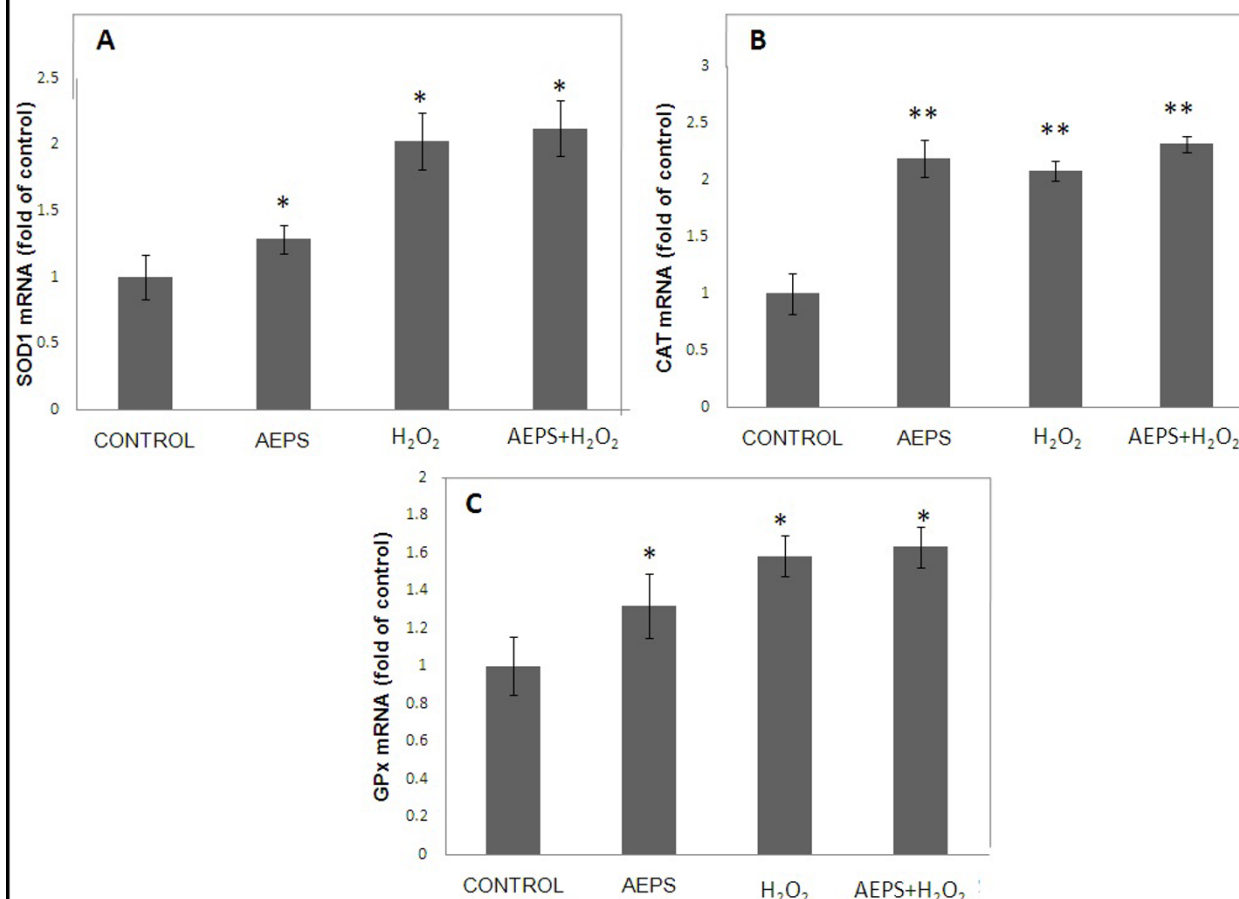 A
SOD1 mRNA (fold of control)
2.5
2
1.5
1
0.5
0
* * *
CONTROL AEPS H₂O₂ AEPS+H₂O₂
B
CAT mRNA (fold of control)
3
2.5
2
1.5
1
0.5
0
** ** **
CONTROL AEPS H₂O₂ AEPS+H₂O₂
C
GPx mRNA (fold of control)
2
1.8
1.6
1.4
1.2
1
0.8
0.6
0.4
0.2
0
* * *
CONTROL AEPS H₂O₂ AEPS+H₂O₂